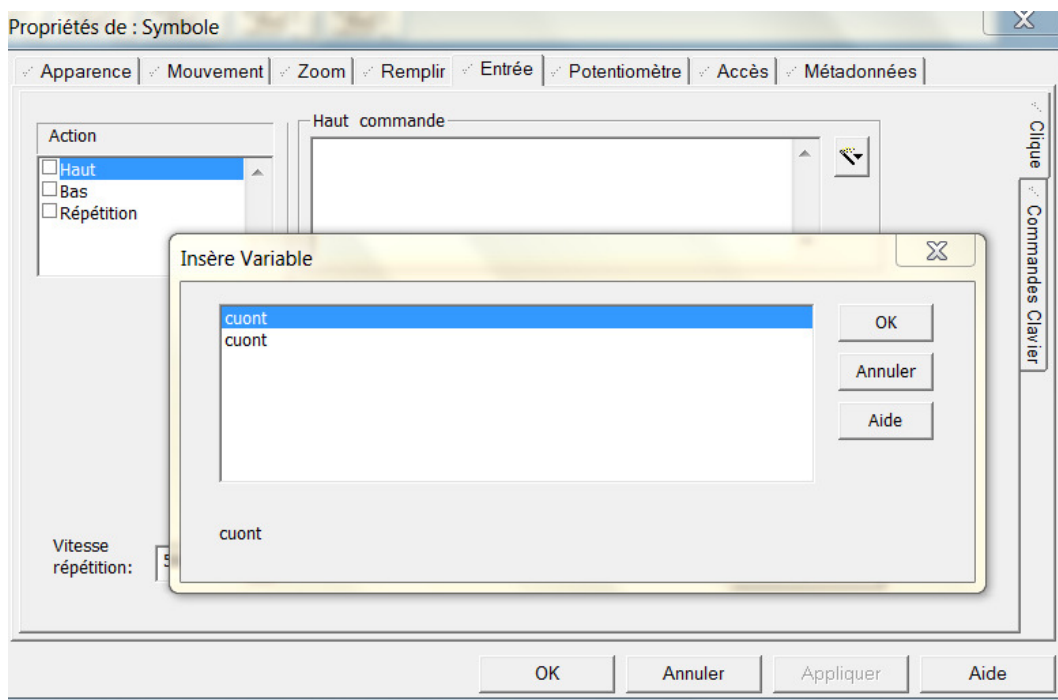 Propriétés de : Symbole
Apparence Mouvement Zoom Remplir Entrée Potentiomètre Accès Métadonnées
Action
Haut
Bas
Répétition
Haut commande
Clique
Commandes Clavier
Insère Variable
cuont
cuont
OK
Annuler
Aide
cuont
Vitesse
répétition:
OK Annuler Appliquer Aide